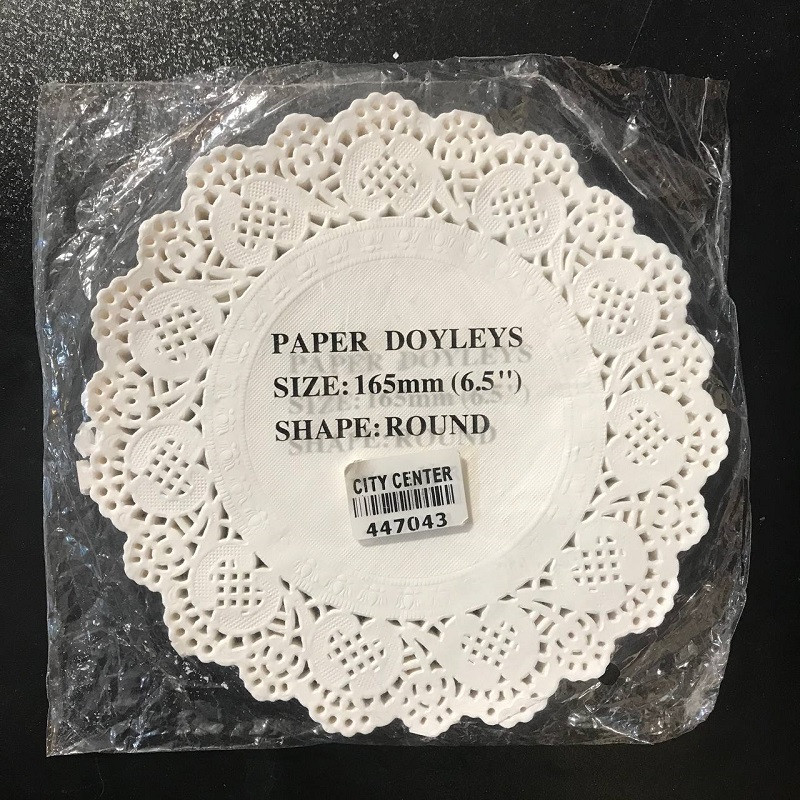 PAPER DOYLEYS
SIZE: 165mm (6.5")
SHAPE: ROUND
CITY CENTER
447043